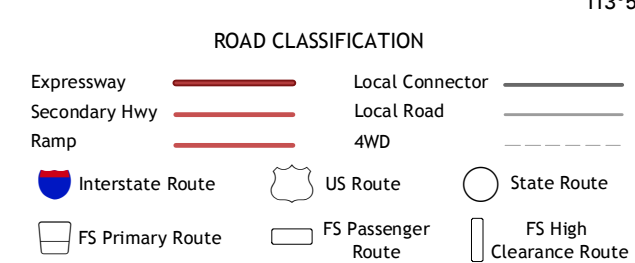 ROAD CLASSIFICATION
Expressway
Local Connector
Secondary Hwy
Local Road
Ramp
4WD
Interstate Route
US Route
State Route
FS Primary Route
FS Passenger
Route
FS High
Clearance Route